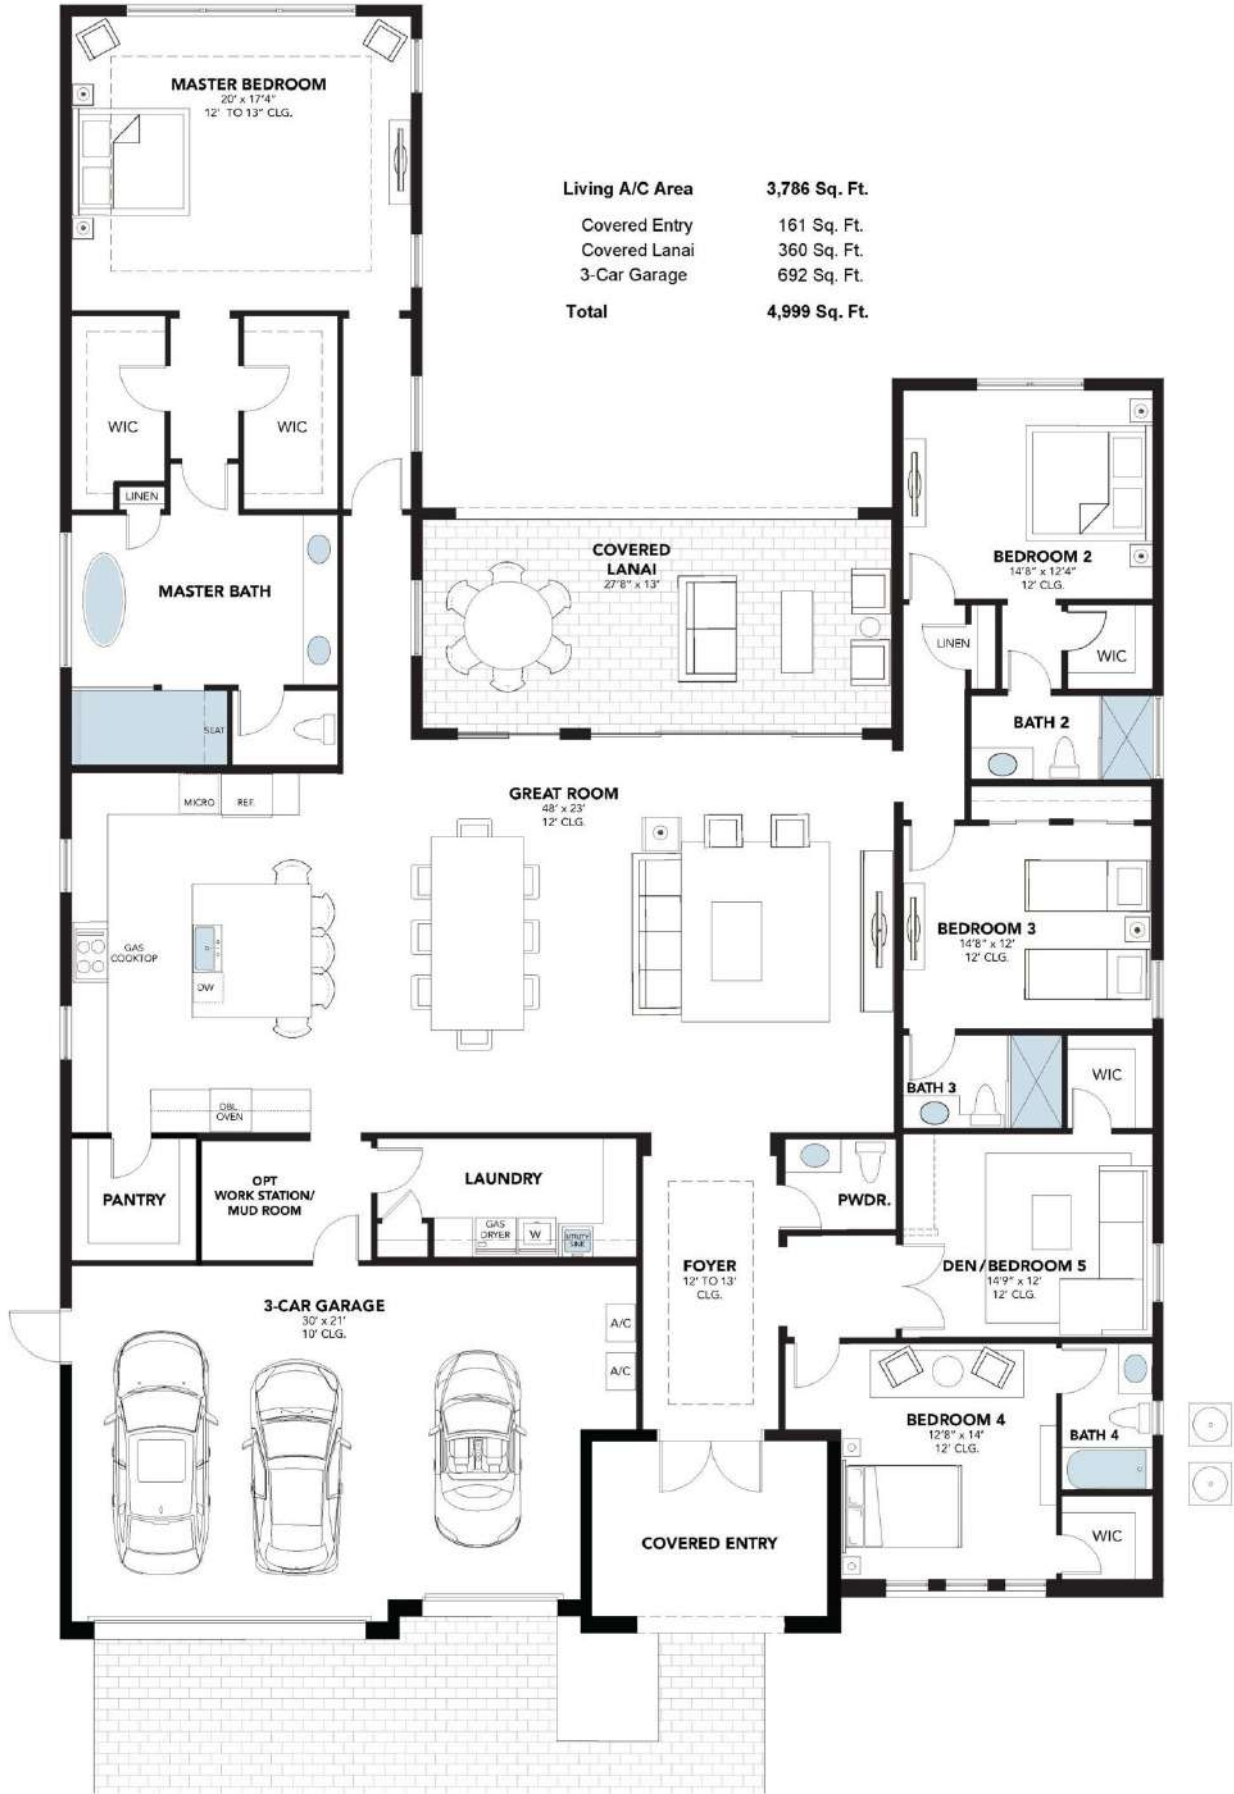 MASTER BEDROOM
20' x 17'4"
12' TO 13" CLG.
Living A/C Area 3,786 Sq. Ft.
Covered Entry 161 Sq. Ft.
Covered Lanai 360 Sq. Ft.
3-Car Garage 692 Sq. Ft.
Total 4,999 Sq. Ft.
WIC
WIC
LINEN
MASTER BATH
SEAT
COVERED
LANAI
27'8" x 13'
BEDROOM 2
14'8" x 12'4"
12' CLG.
LINEN
WIC
BATH 2
GREAT ROOM
48' x 23'
12' CLG.
MICRO
REF.
GAS
COOKTOP
DW
DBL
OVEN
BEDROOM 3
14'8" x 12'
12' CLG.
BATH 3
WIC
PANTRY
OPT
WORK STATION/
MUD ROOM
LAUNDRY
GAS
DRYER
W
UTILITY
SINK
PWDR.
FOYER
12' TO 13'
CLG.
DEN/BEDROOM 5
14'9" x 12'
12' CLG.
3-CAR GARAGE
30' x 21'
10' CLG.
A/C
A/C
BEDROOM 4
12'8" x 14'
12' CLG.
BATH 4
WIC
COVERED ENTRY